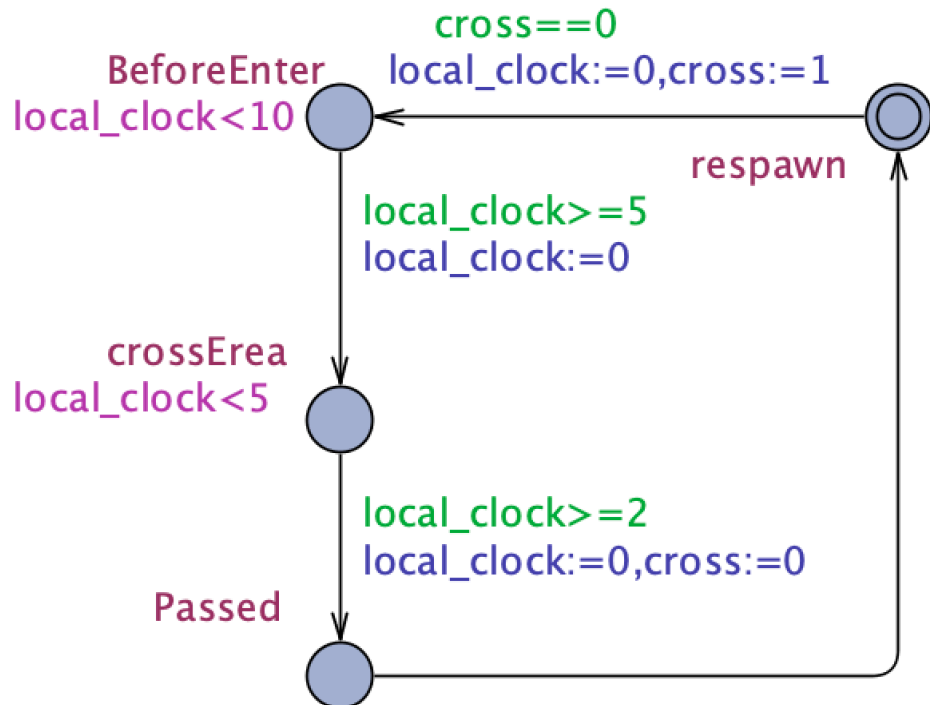 cross==0
local_clock:=0,cross:=1
BeforeEnter
local_clock<10
respawn
local_clock>=5
local_clock:=0
crossErea
local_clock<5
local_clock>=2
local_clock:=0,cross:=0
Passed